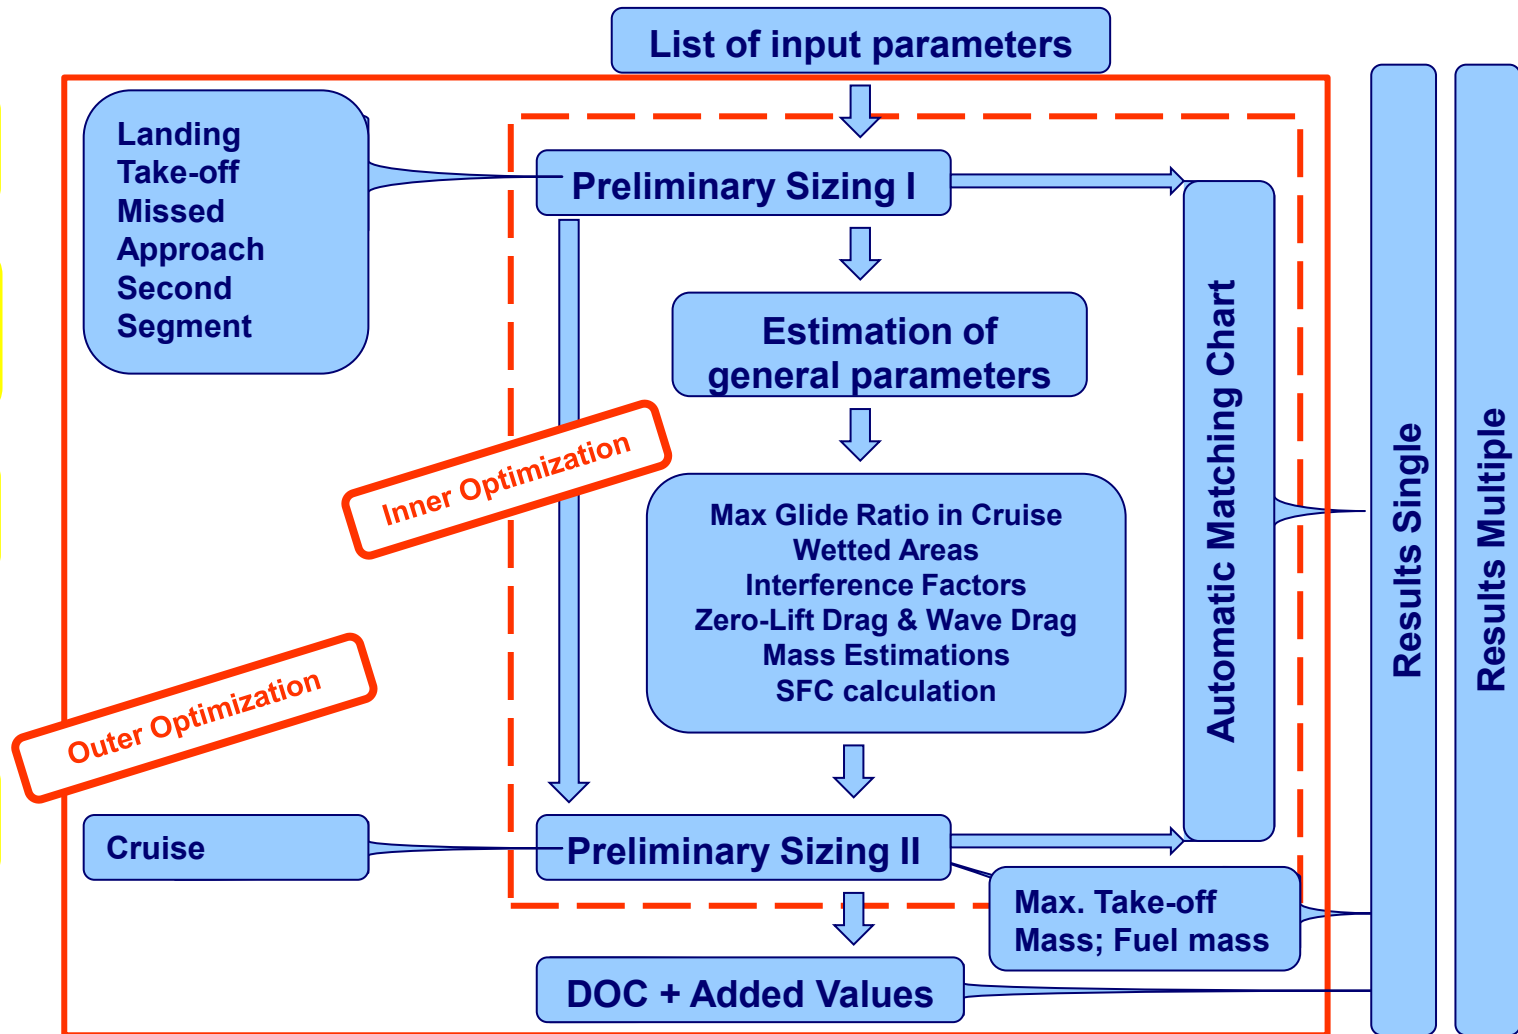 List of input parameters
Landing
Take-off
Missed
Approach
Second
Segment
Preliminary Sizing I
Estimation of
general parameters
Inner Optimization
Max Glide Ratio in Cruise
Wetted Areas
Interference Factors
Zero-Lift Drag & Wave Drag
Mass Estimations
SFC calculation
Automatic Matching Chart
Results Single
Results Multiple
Outer Optimization
Cruise
Preliminary Sizing II
Max. Take-off
Mass; Fuel mass
DOC + Added Values